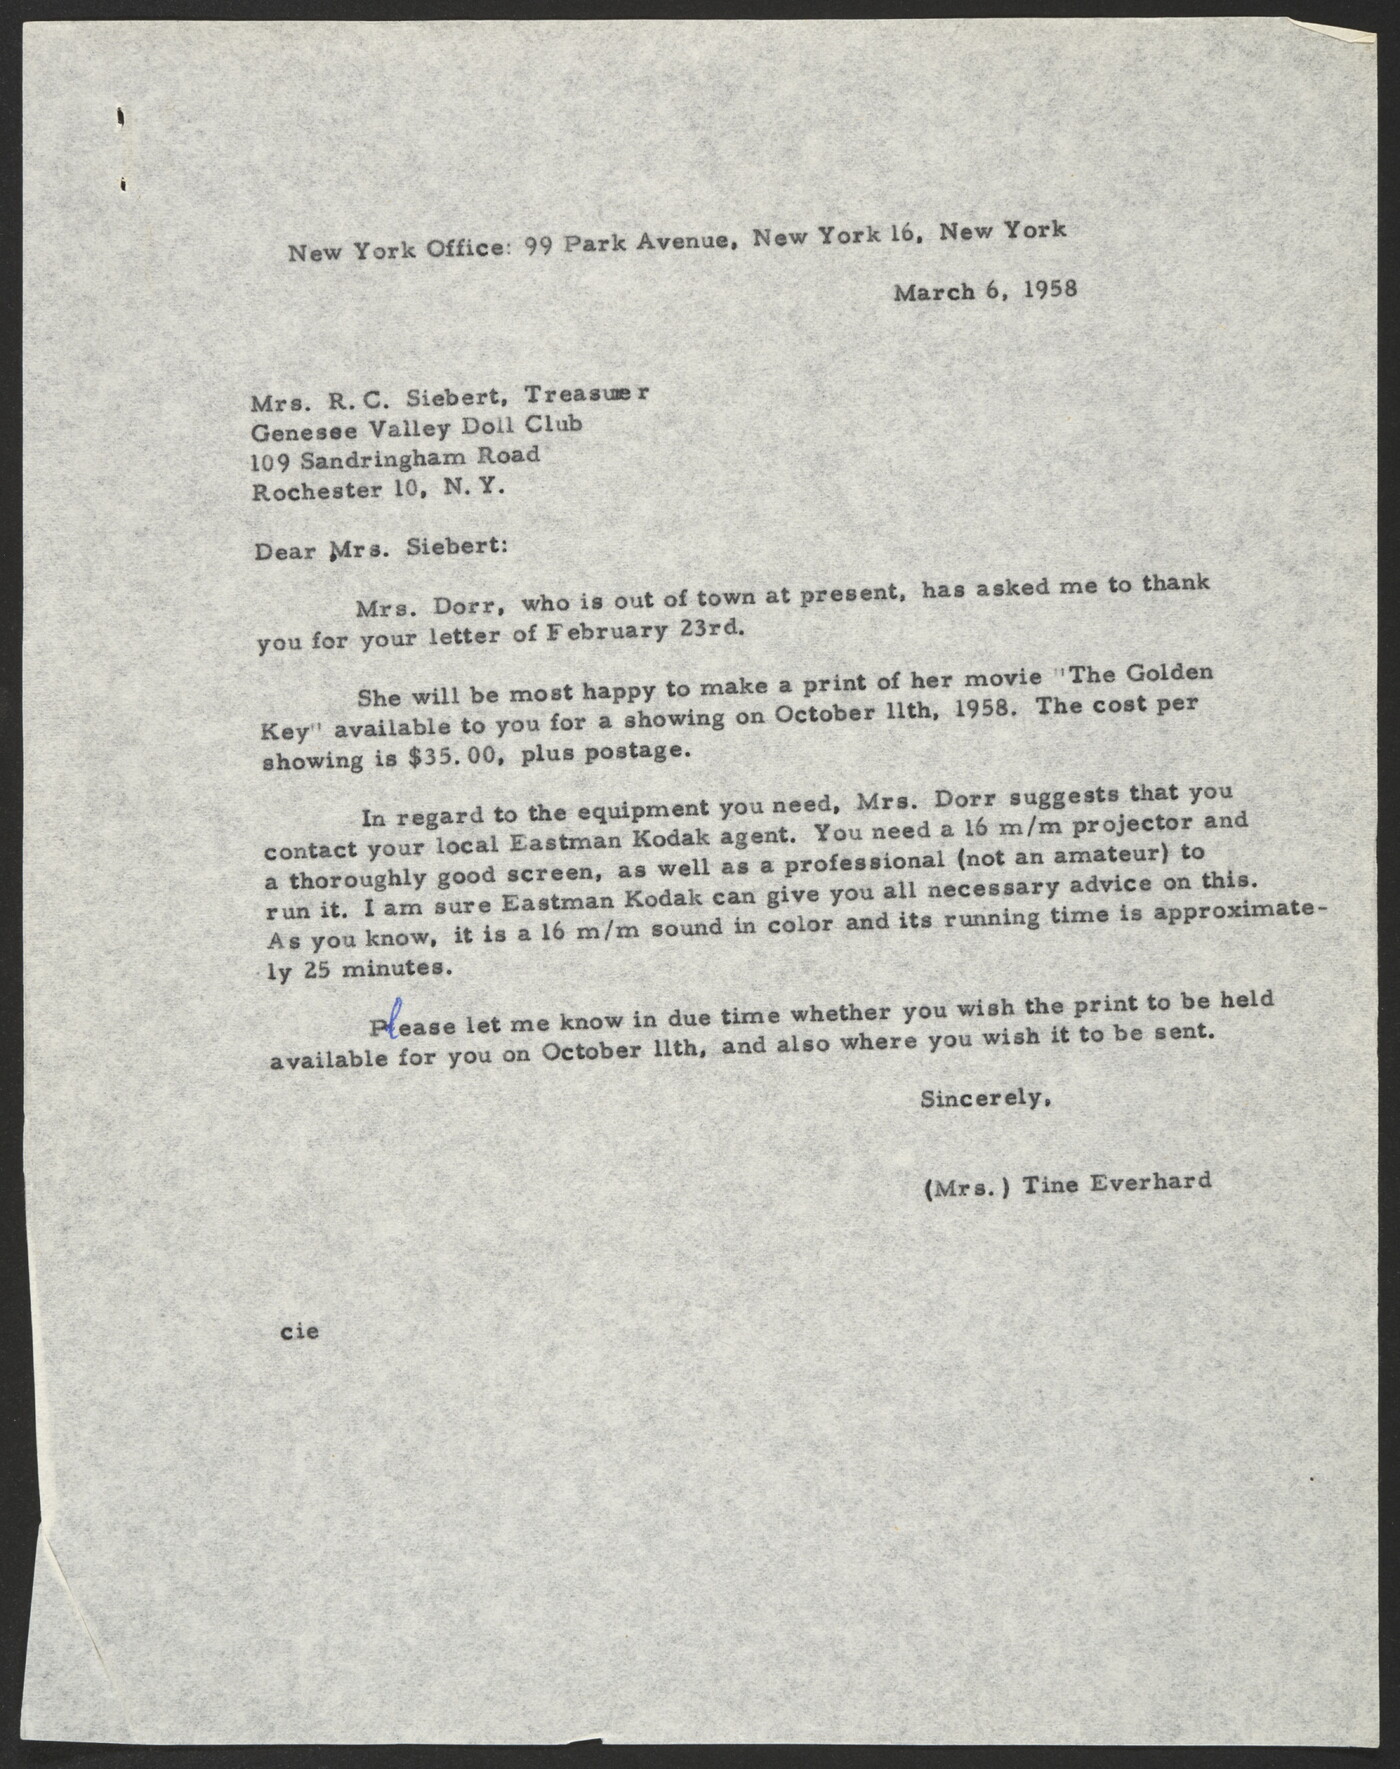 New York Office: 99 Park Avenue, New York 16, New York
March 6, 1958
Mrs. R. C. Siebert, Treasurer
Genesee Valley Doll Club
109 Sandringham Road
Rochester 10, N. Y.
Dear Mrs. Siebert:
Mrs. Dorr, who is out of town at present, has asked me to thank
you for your letter of February 23rd.
She will be most happy to make a print of her movie "The Golden
Key" available to you for a showing on October 11th, 1958. The cost per
showing is $35.00, plus postage.
In regard to the equipment you need, Mrs. Dorr suggests that you
contact your local Eastman Kodak agent. You need a 16 m/m projector and
a thoroughly good screen, as well as a professional (not an amateur) to
run it. I am sure Eastman Kodak can give you all necessary advice on this.
As you know, it is a 16 m/m sound in color and its running time is approximate-
ly 25 minutes.
Please let me know in due time whether you wish the print to be held
available for you on October 11th, and also where you wish it to be sent.
Sincerely,
(Mrs.) Tine Everhard
cie